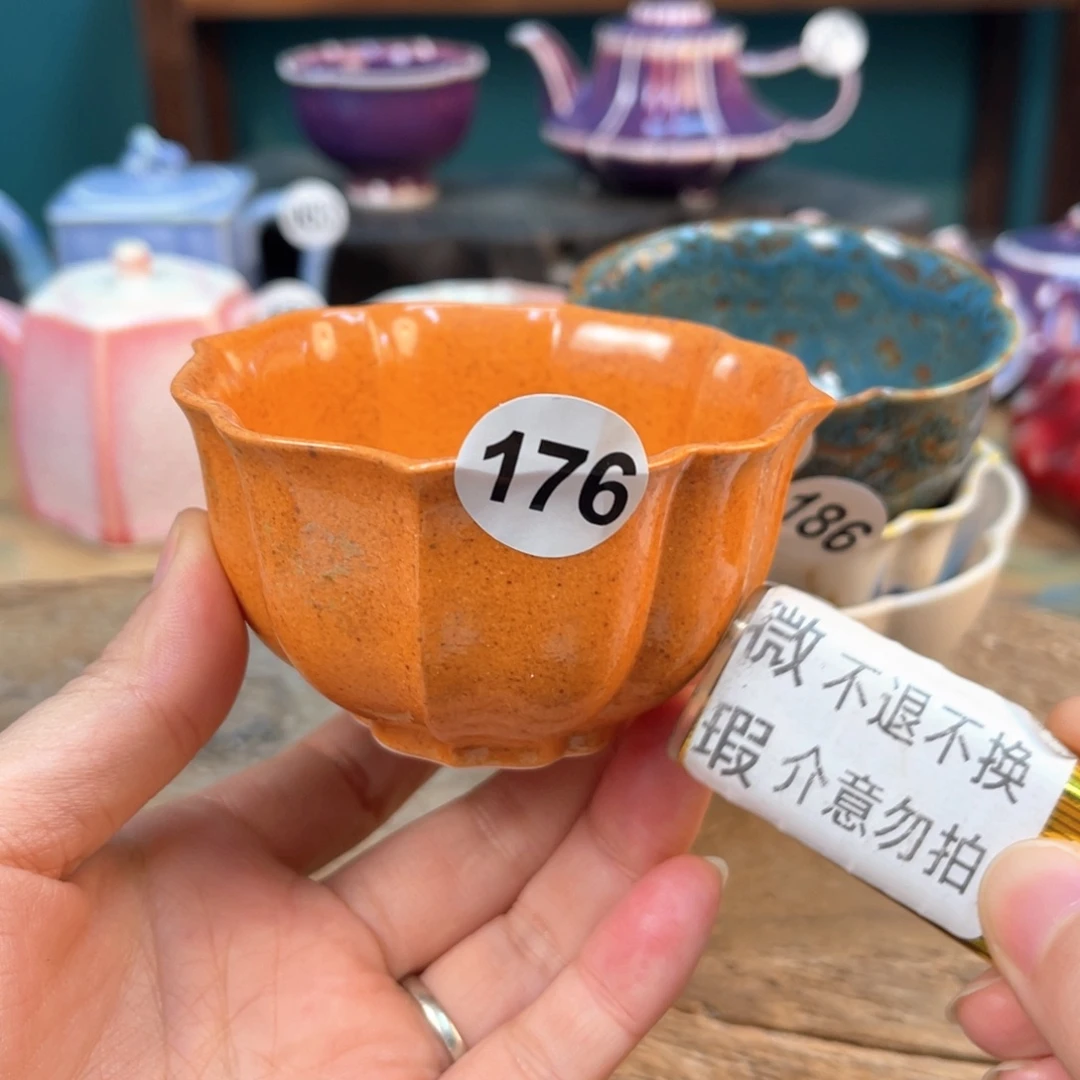 176
186
微 不退不换
瑕 介意勿拍